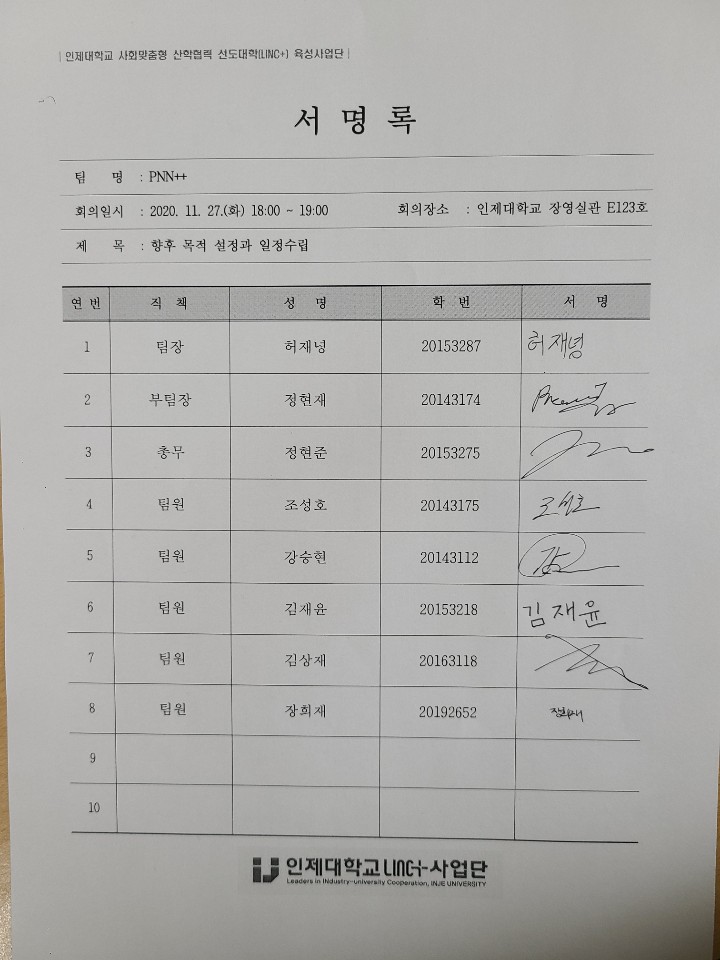 | 인제대학교 사회맞춤형 산학협력 선도대학(LINC+) 육성사업단 |
서 명 록
팀 명 : PNN++
회의일시 : 2020. 11. 27.(화) 18:00 ~ 19:00 회의장소 : 인제대학교 장영실관 E123호
제 목 : 향후 목적 설정과 일정수립
연 번 직 책 성 명 학 번 서 명
1 팀장 허재녕 20153287 허재녕
2 부팀장 정현재 20143174
3 총무 정현준 20153275
4 팀원 조성호 20143175 조성호
5 팀원 강숭현 20143112
6 팀원 김재윤 20153218 김재윤
7 팀원 김상재 20163118
8 팀원 장희재 20192652 장희재
9
10
인제대학교 LINC+사업단
Leaders in INdustry-university Cooperation, INJE UNIVERSITY